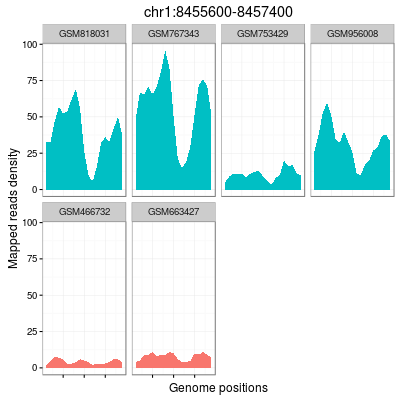 chr1:8455600-8457400
GSM818031 GSM767343 GSM753429 GSM956008
100
75
50
25
0
GSM466732 GSM663427
100
75
50
25
0
Mapped reads density
Genome positions